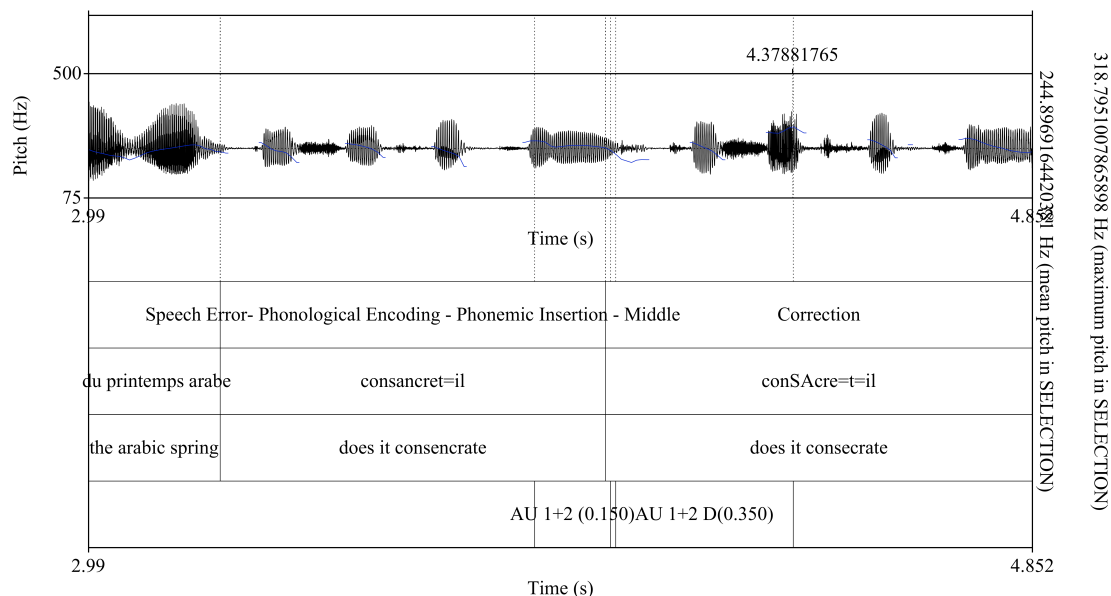 4.37881765
500
Pitch (Hz)
75
2.99
4.852
Time (s)
244.896916442038​1 Hz (mean pitch in SELECTION)
318.7951007865898 Hz (maximum pitch in SELECTION)
Speech Error- Phonological Encoding - Phonemic Insertion - Middle
Correction
du printemps arabe
consancret=il
conSAcre=t=il
the arabic spring
does it consencrate
does it consecrate
AU 1+2 (0.150)
AU 1+2 D(0.350)
2.99
4.852
Time (s)